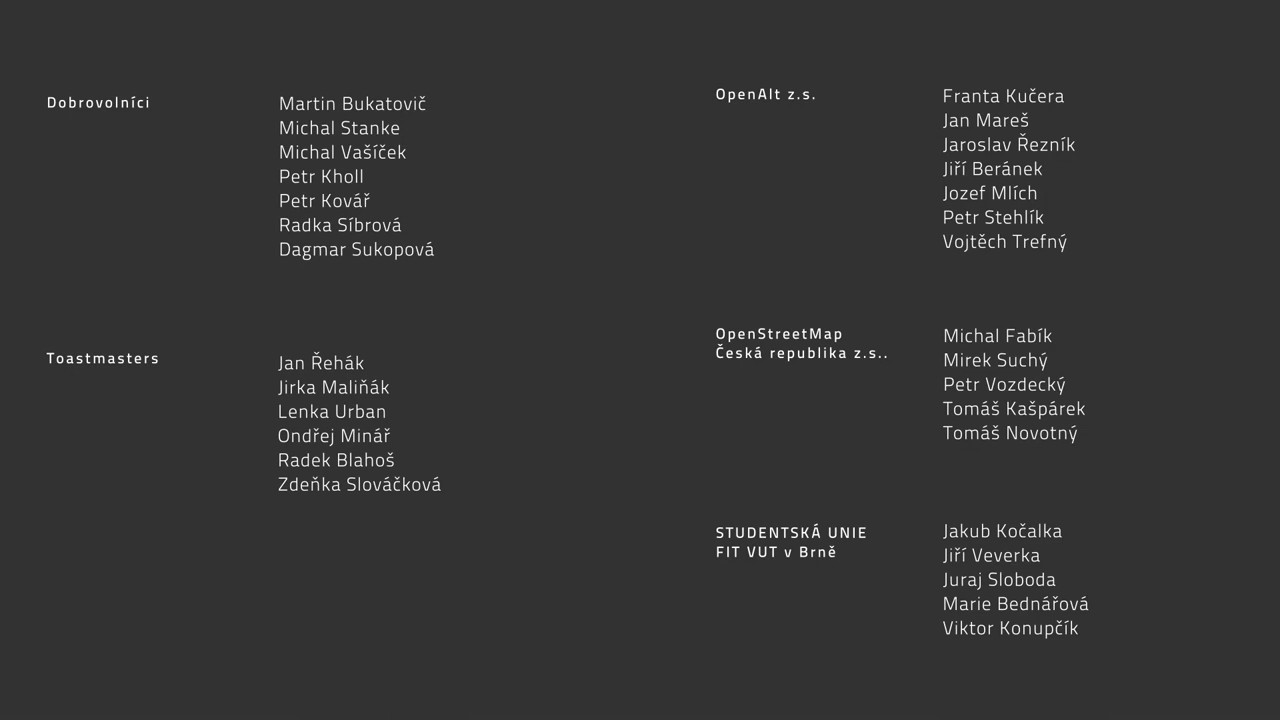 Dobrovolníci
Martin Bukatovič
Michal Stanke
Michal Vašíček
Petr Kholl
Petr Kovář
Radka Síbrová
Dagmar Sukopová
Toastmasters
Jan Řehák
Jirka Maliňák
Lenka Urban
Ondřej Minář
Radek Blahoš
Zdeňka Slováčková
OpenAlt z.s.
Franta Kučera
Jan Mareš
Jaroslav Řezník
Jiří Beránek
Jozef Mlích
Petr Stehlík
Vojtěch Trefný
OpenStreetMap
Česká republika z.s..
Michal Fabík
Mirek Suchý
Petr Vozdecký
Tomáš Kašpárek
Tomáš Novotný
STUDENTSKÁ UNIE
FIT VUT v Brně
Jakub Kočalka
Jiří Veverka
Juraj Sloboda
Marie Bednářová
Viktor Konupčík